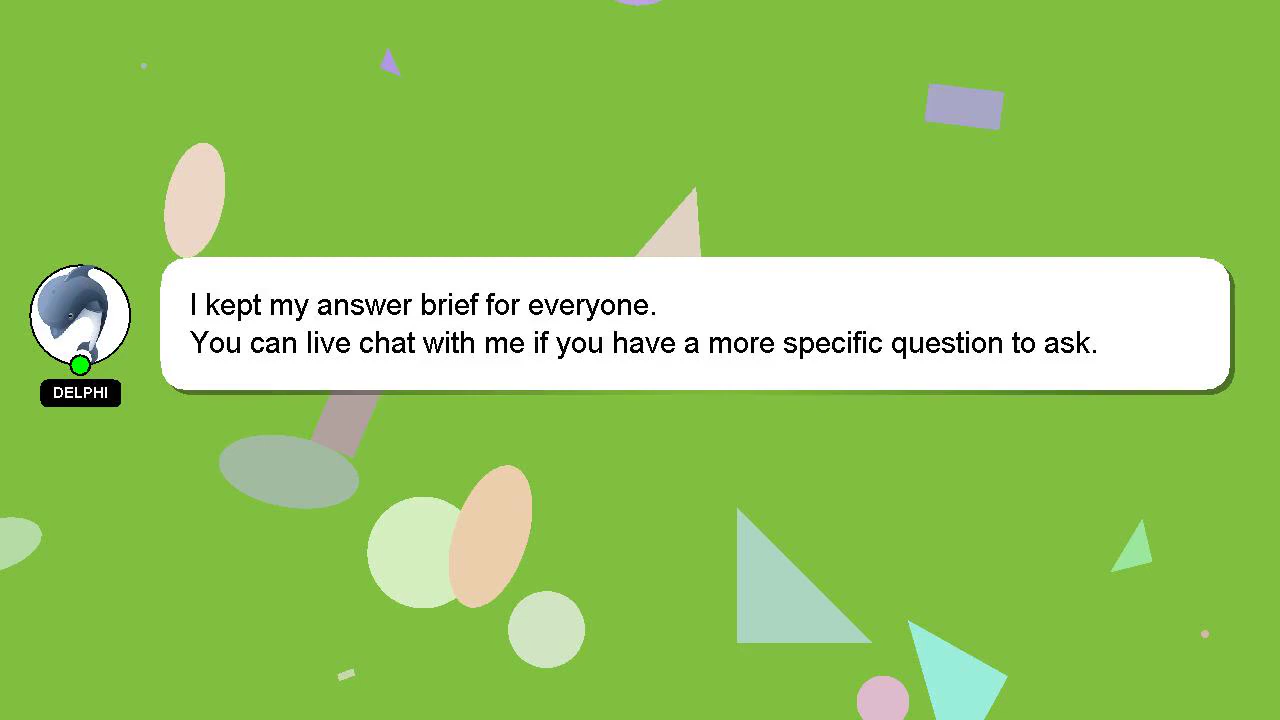 I kept my answer brief for everyone.
You can live chat with me if you have a more specific question to ask.
DELPHI